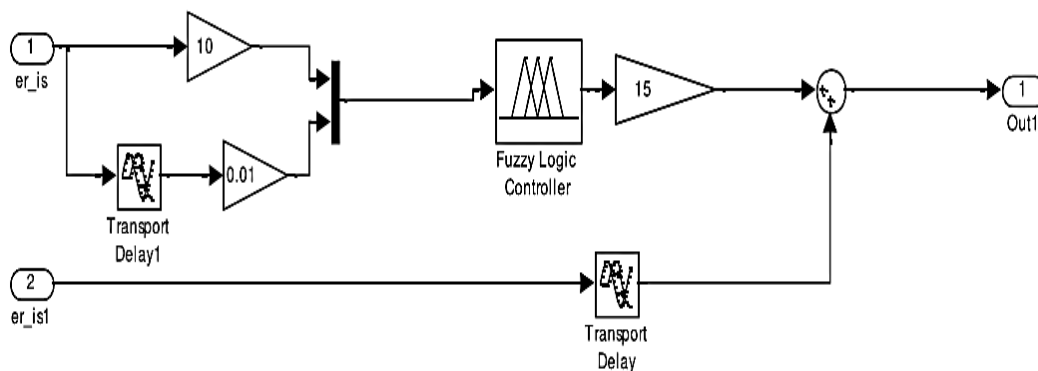 1
er_is
10
Transport
Delay1
0.01
Fuzzy Logic
Controller
15
++
1
Out1
2
er_is1
Transport
Delay